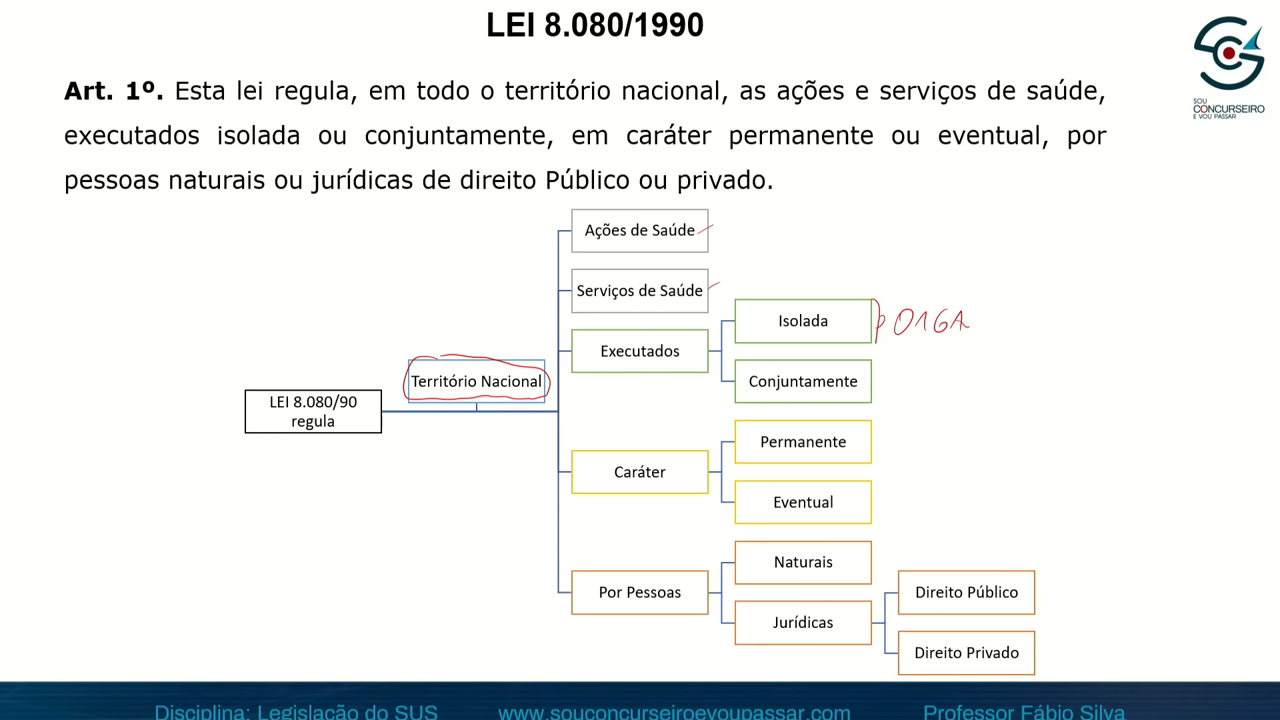 LEI 8.080/1990
SOU
CONCURSEIRO
E VOU PASSAR
Art. 1º. Esta lei regula, em todo o território nacional, as ações e serviços de saúde,
executados isolada ou conjuntamente, em caráter permanente ou eventual, por
pessoas naturais ou jurídicas de direito Público ou privado.
Ações de Saúde
Serviços de Saúde
Isolada
Executados
Conjuntamente
Território Nacional
LEI 8.080/90
regula
Permanente
Caráter
Eventual
Naturais
Por Pessoas
Jurídicas
Direito Público
Direito Privado
Disciplina: Legislação do SUS www.souconcurseiroevoupassar.com Professor Fábio Silva